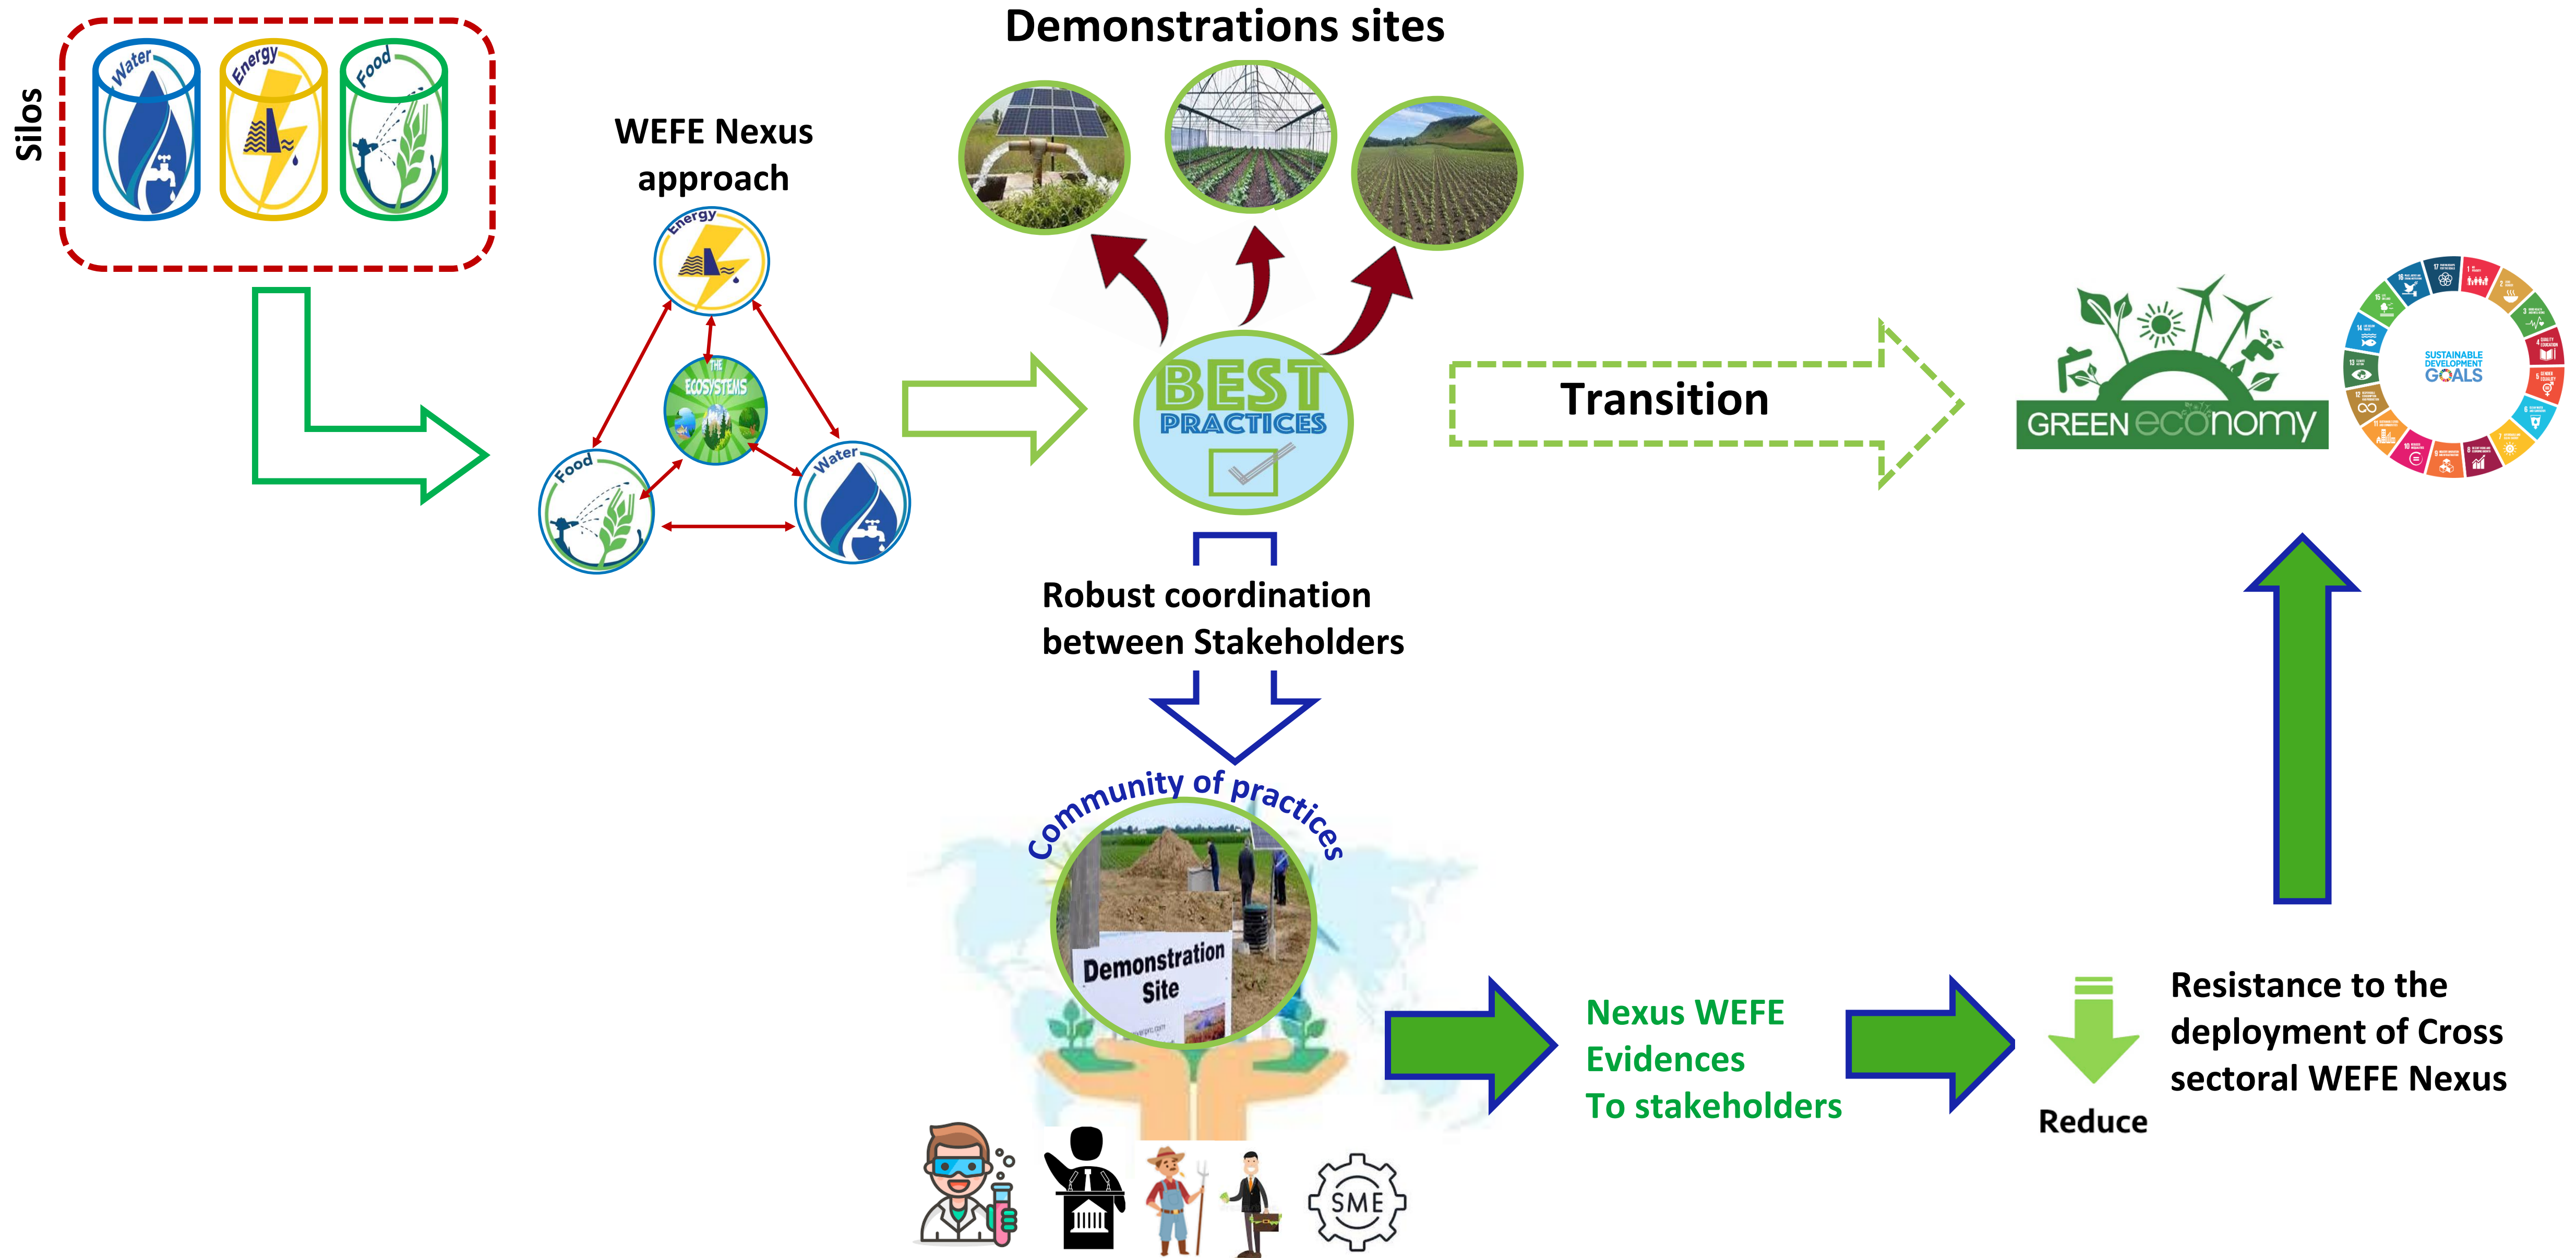 Silos
Water
Energy
Food
WEFE Nexus
approach
Energy
THE
ECOSYSTEMS
Food
Water
Demonstrations sites
BEST
PRACTICES
Transition
GREEN economy
SUSTAINABLE
DEVELOPMENT
GOALS
Robust coordination
between Stakeholders
Community of practices
Demonstration
Site
SME
Nexus WEFE
Evidences
To stakeholders
Reduce
Resistance to the
deployment of Cross
sectoral WEFE Nexus